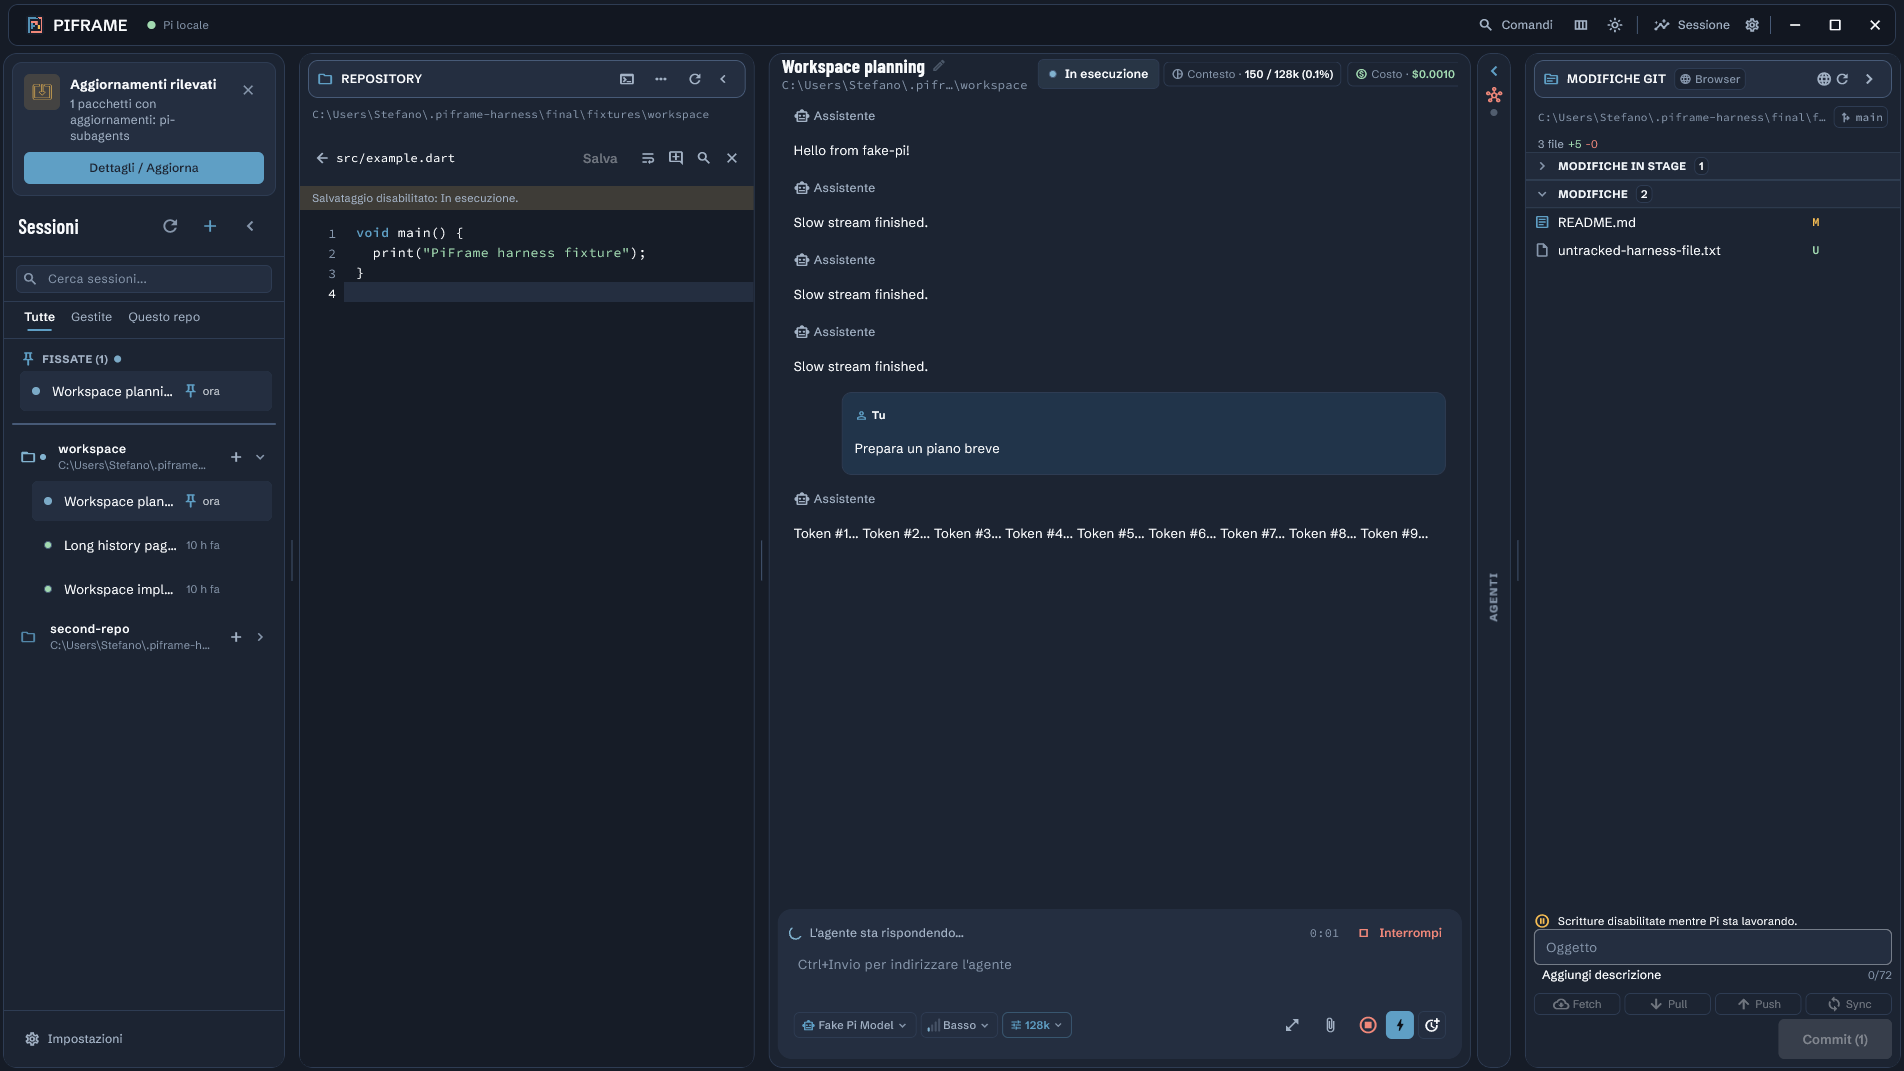 PIFRAME
Pi locale
Comandi
Sessione
Aggiornamenti rilevati
1 pacchetti con
aggiornamenti: pi-
subagents
Dettagli / Aggiorna
Sessioni
Cerca sessioni...
Tutte
Gestite
Questo repo
FISSATE (1)
Workspace planni...
ora
workspace
C:\Users\Stefano\.piframe...
Workspace plan...
ora
Long history pag...
10 h fa
Workspace impl...
10 h fa
second-repo
C:\Users\Stefano\.piframe-h...
Impostazioni
REPOSITORY
C:\Users\Stefano\.piframe-harness\final\fixtures\workspace
src/example.dart
Salva
Salvataggio disabilitato: In esecuzione.
1 void main() {
2 print("PiFrame harness fixture");
3 }
4
Workspace planning
C:\Users\Stefano\.pifr…\workspace
In esecuzione
Contesto · 150 / 128k (0.1%)
Costo · $0.0010
Assistente
Hello from fake-pi!
Assistente
Slow stream finished.
Assistente
Slow stream finished.
Assistente
Slow stream finished.
Tu
Prepara un piano breve
Assistente
Token #1... Token #2... Token #3... Token #4... Token #5... Token #6... Token #7... Token #8... Token #9...
L'agente sta rispondendo...
0:01
Interrompi
Ctrl+Invio per indirizzare l'agente
Fake Pi Model
Basso
128k
AGENTI
MODIFICHE GIT
Browser
C:\Users\Stefano\.piframe-harness\final\f…
main
3 file +5 -0
MODIFICHE IN STAGE 1
MODIFICHE 2
README.md
M
untracked-harness-file.txt
U
Scritture disabilitate mentre Pi sta lavorando.
Oggetto
Aggiungi descrizione
0/72
Fetch
Pull
Push
Sync
Commit (1)